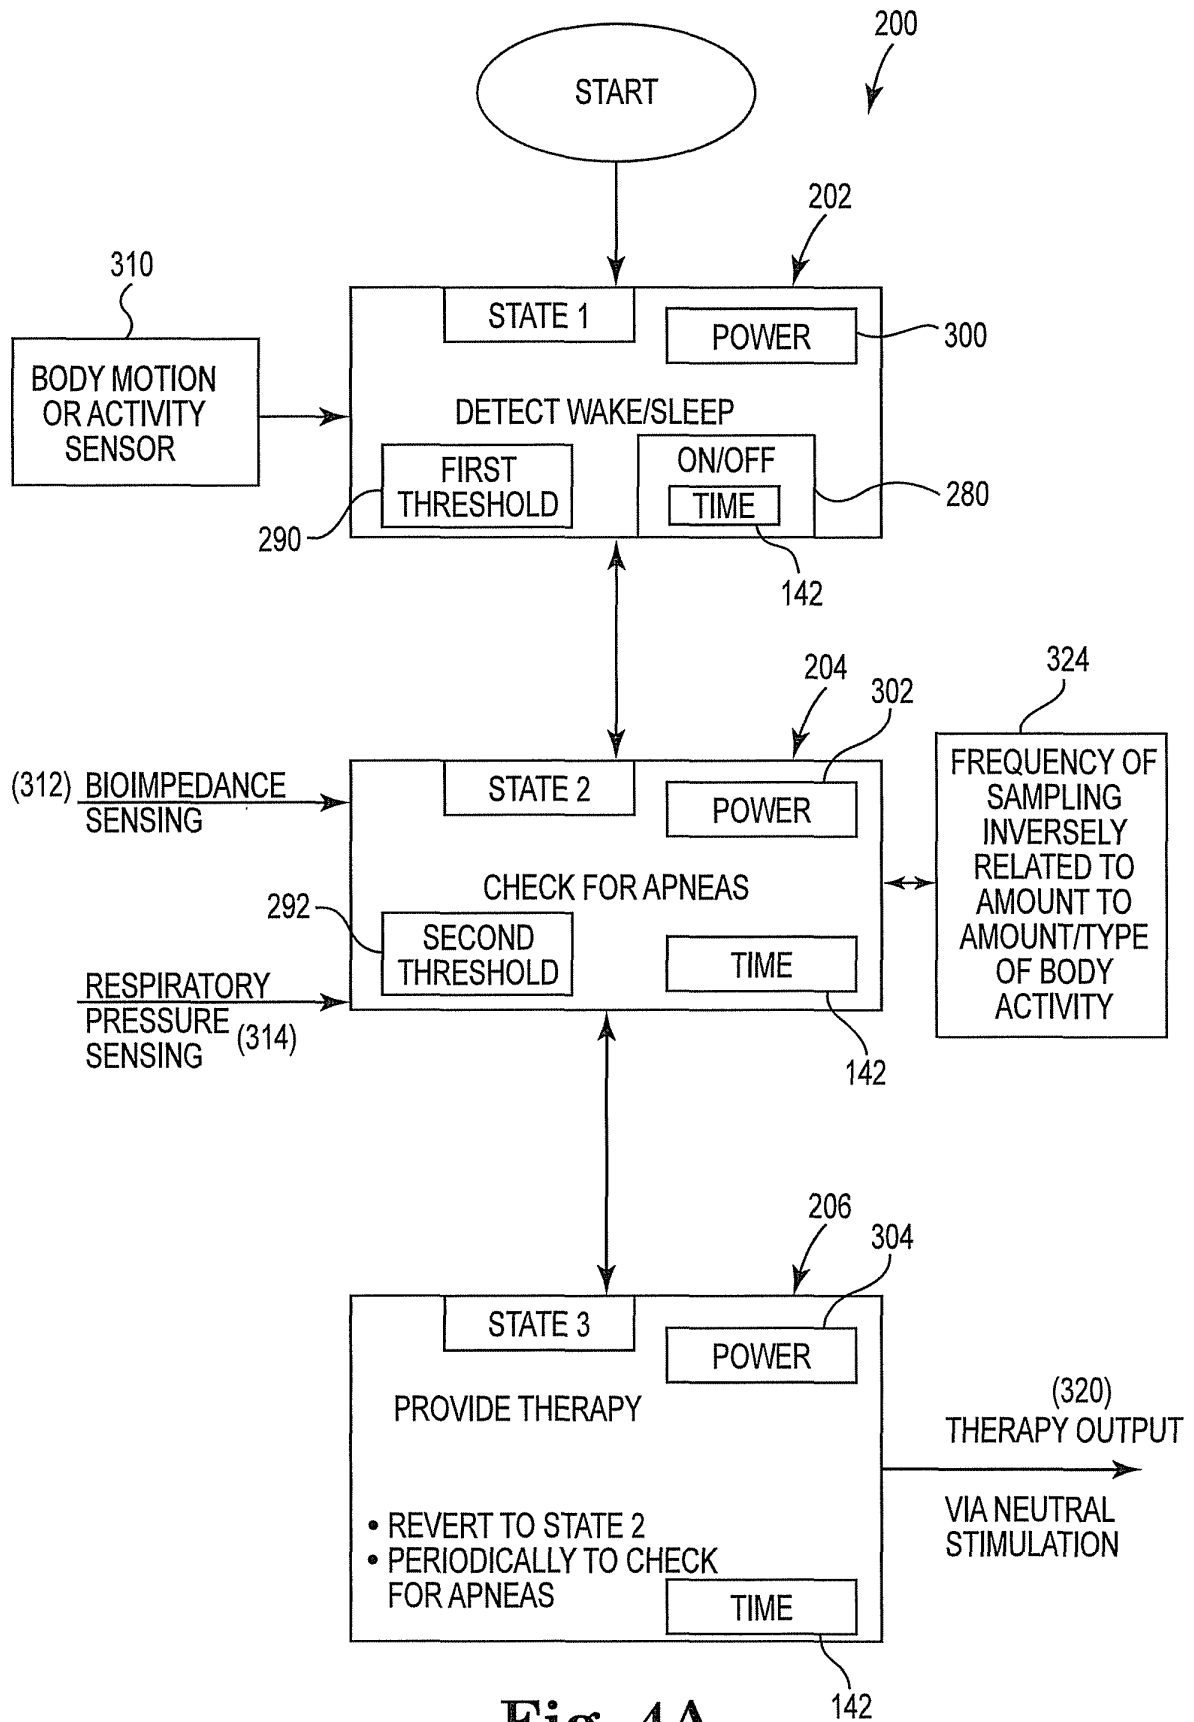 200
START
202
310
STATE 1
POWER
300
BODY MOTION
OR ACTIVITY
SENSOR
DETECT WAKE/SLEEP
FIRST
THRESHOLD
ON/OFF
TIME
280
290
142
204
302
324
(312) BIOIMPEDANCE
SENSING
STATE 2
POWER
FREQUENCY OF
SAMPLING
INVERSELY
RELATED TO
AMOUNT TO
AMOUNT/TYPE
OF BODY
ACTIVITY
CHECK FOR APNEAS
292
SECOND
THRESHOLD
TIME
RESPIRATORY
PRESSURE (314)
SENSING
142
206
304
STATE 3
POWER
PROVIDE THERAPY
(320)
THERAPY OUTPUT
VIA NEUTRAL
STIMULATION
• REVERT TO STATE 2
• PERIODICALLY TO CHECK
FOR APNEAS
TIME
142
Fig. 4A